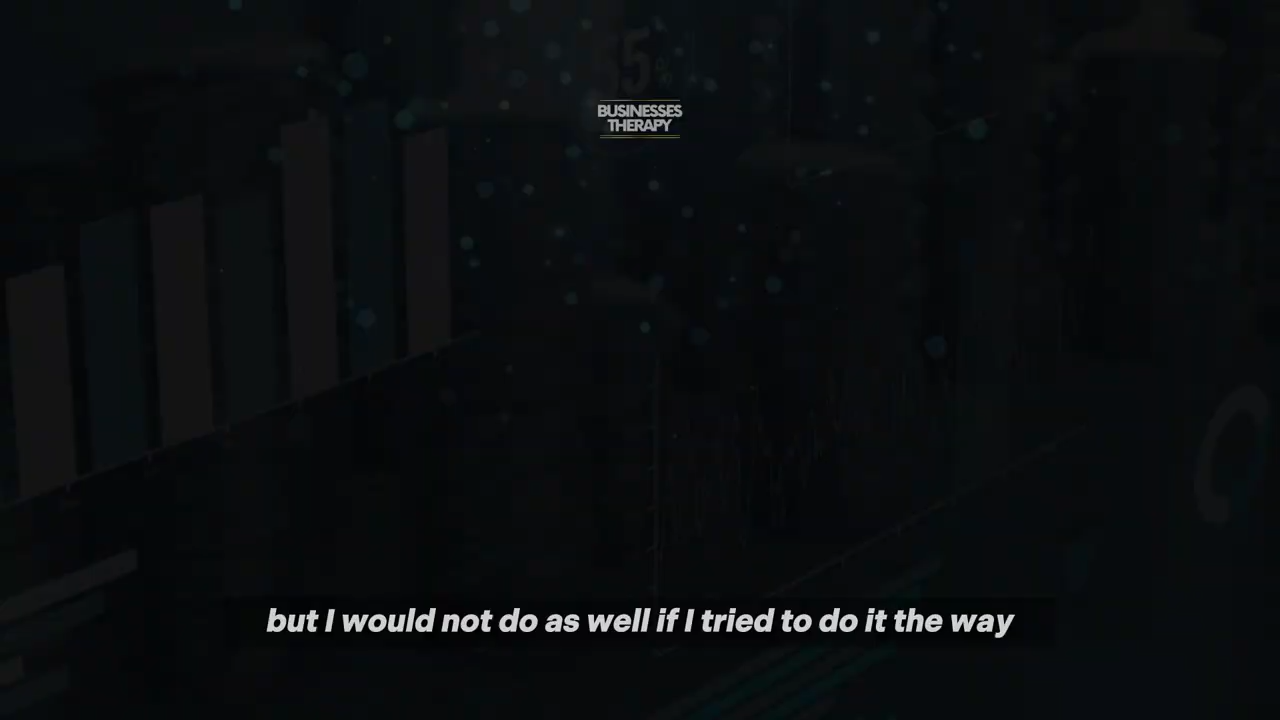 BUSINESSES
THERAPY
but I would not do as well if I tried to do it the way